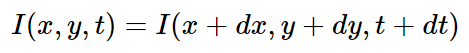 I(x, y, t) = I(x + dx, y + dy, t + dt)